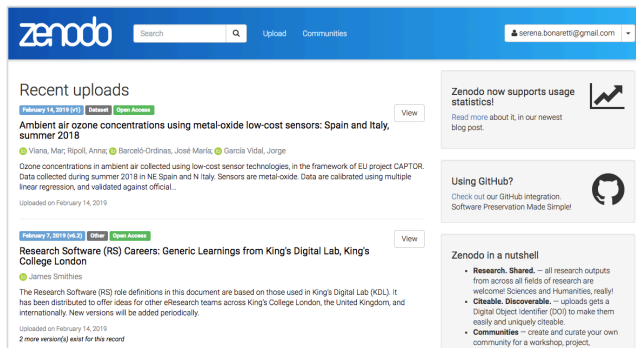 zenodo
Search
Upload
Communities
serena.bonaretti@gmail.com
Recent uploads
February 14, 2019 (v1) Dataset Open Access
View
Ambient air ozone concentrations using metal-oxide low-cost sensors: Spain and Italy,
summer 2018
Viana, Mar; Ripoll, Anna; Barceló-Ordinas, José María; García Vidal, Jorge
Ozone concentrations in ambient air collected using low-cost sensor technologies, in the framework of EU project CAPTOR.
Data collected during summer 2018 in NE Spain and N Italy. Sensors are metal-oxide. Data are calibrated using multiple
linear regression, and validated against official...
Uploaded on February 14, 2019
February 7, 2019 (v6.2) Other Open Access
View
Research Software (RS) Careers: Generic Learnings from King's Digital Lab, King's
College London
James Smithies
The Research Software (RS) role definitions in this document are based on those used in King's Digital Lab (KDL). It
has been distributed to offer ideas for other eResearch teams across King's College London, the United Kingdom, and
internationally. New versions will be added periodically.
Uploaded on February 14, 2019
2 more version(s) exist for this record
Zenodo now supports usage
statistics!
Read more about it, in our newest
blog post.
Using GitHub?
Check out our GitHub integration.
Software Preservation Made Simple!
Zenodo in a nutshell
• Research. Shared. — all research outputs
from across all fields of research are
welcome! Sciences and Humanities, really!
• Citeable. Discoverable. — uploads gets a
Digital Object Identifier (DOI) to make them
easily and uniquely citeable.
• Communities — create and curate your own
community for a workshop, project,